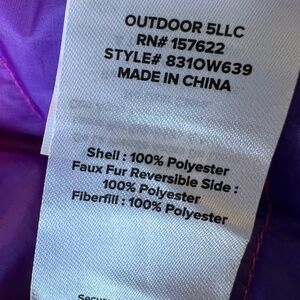 OUTDOOR 5LLC
RN# 157622
STYLE# 831OW639
MADE IN CHINA
Shell : 100% Polyester
Faux Fur Reversible Side :
100% Polyester
Fiberfill : 100% Polyester